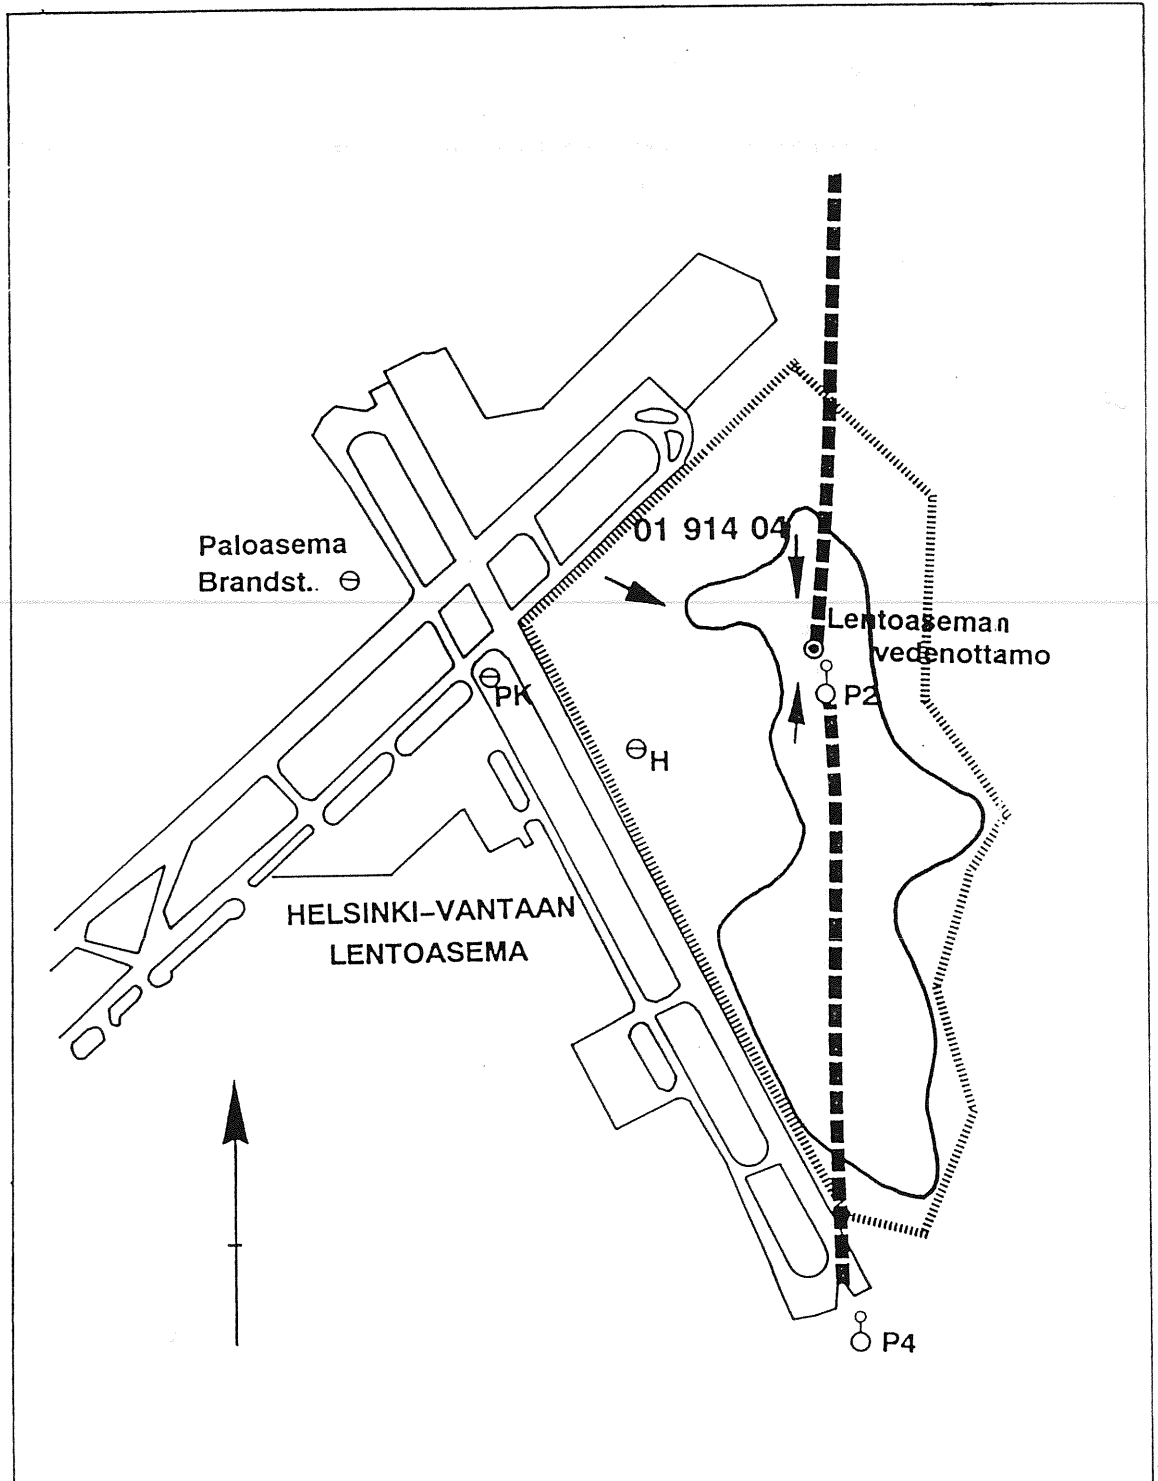 01 914 04
Paloasema
Brandst..
Lentoaseman
vedenottamo
PK
P2
H
HELSINKI–VANTAAN
LENTOASEMA
P4